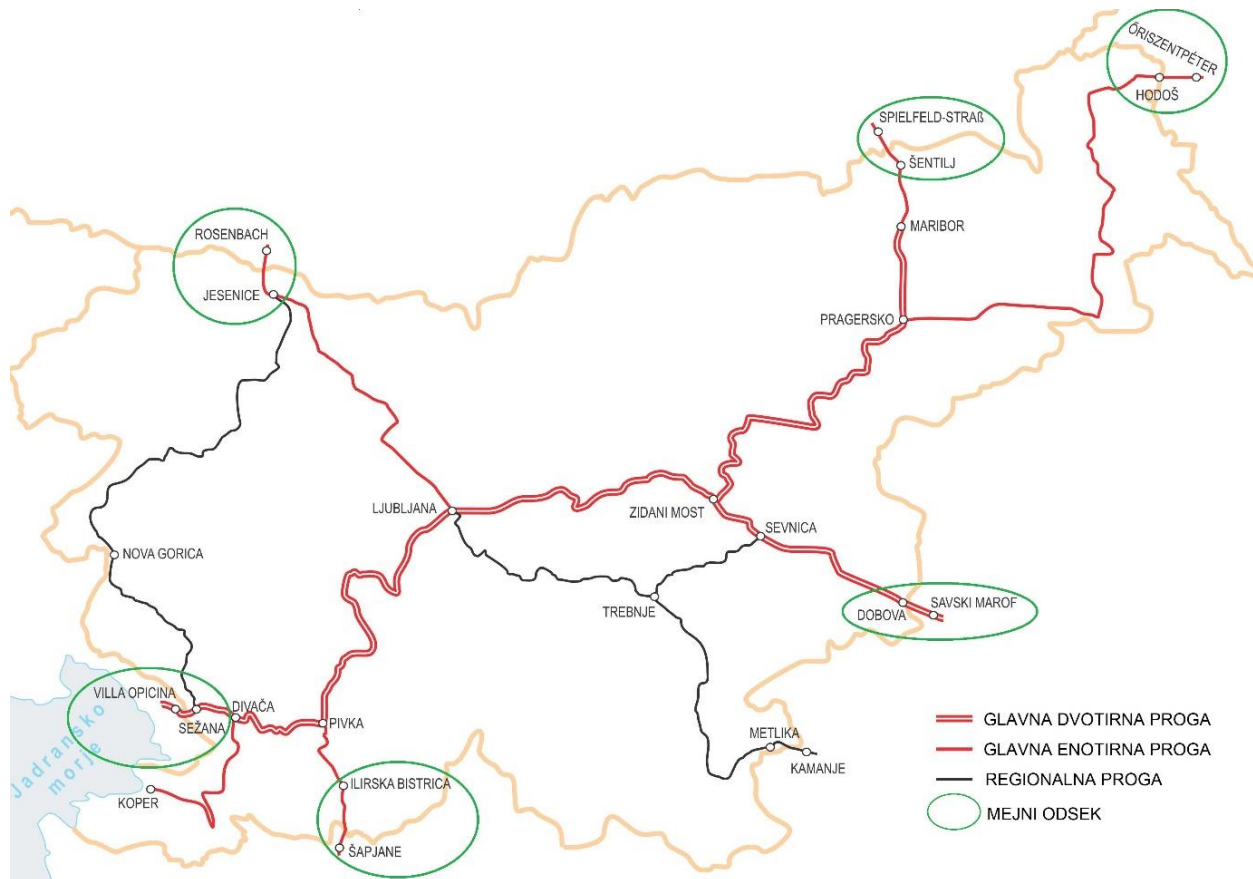 ŐRISZENTPÉTER
HODOŠ
SPIELFELD-STRAß
ŠENTILJ
MARIBOR
ROSENBACH
JESENICE
PRAGERSKO
LJUBLJANA
ZIDANI MOST
SEVNICA
NOVA GORICA
TREBNJE
DOBOVA
SAVSKI MAROF
VILLA OPICINA
SEŽANA
DIVAČA
PIVKA
Jadransko
morje
KOPER
ILIRSKA BISTRICA
ŠAPJANE
METLIKA
KAMANJE
GLAVNA DVOTIRNA PROGA
GLAVNA ENOTIRNA PROGA
REGIONALNA PROGA
MEJNI ODSEK